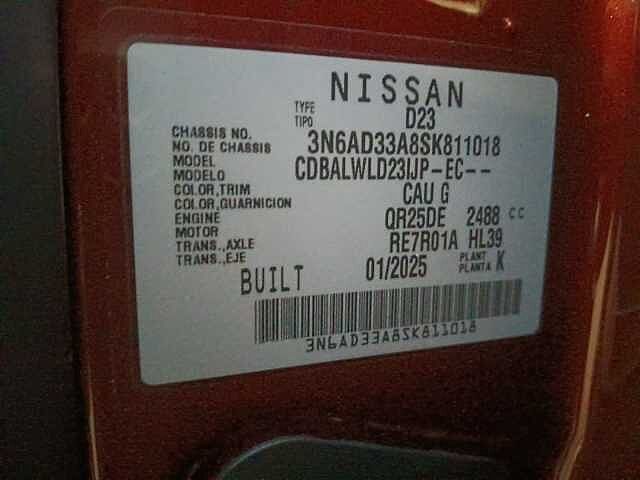 NISSAN
TYPE
TIPO D23
CHASSIS NO.
NO. DE CHASSIS 3N6AD33A8SK811018
MODEL
MODELO CDBALWLD23IJP-EC--
COLOR,TRIM
COLOR,GUARNICION CAU G
ENGINE
MOTOR QR25DE 2488 CC
TRANS.,AXLE
TRANS.,EJE RE7R01A HL39
BUILT 01/2025 PLANT
PLANTA K
3N6AD33A8SK811018